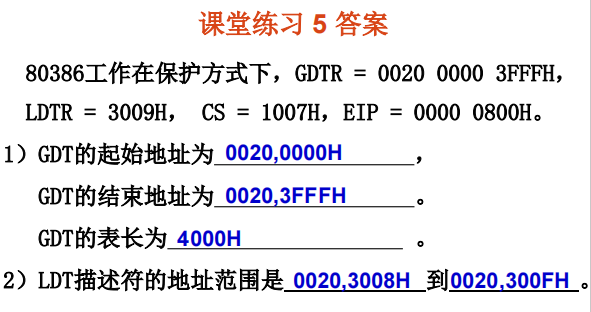 课堂练习 5 答案
80386工作在保护方式下，GDTR = 0020 0000 3FFFH，
LDTR = 3009H， CS = 1007H，EIP = 0000 0800H。
1）GDT的起始地址为 0020,0000H ，
GDT的结束地址为 0020,3FFFH 。
GDT的表长为 4000H 。
2）LDT描述符的地址范围是 0020,3008H 到0020,300FH 。